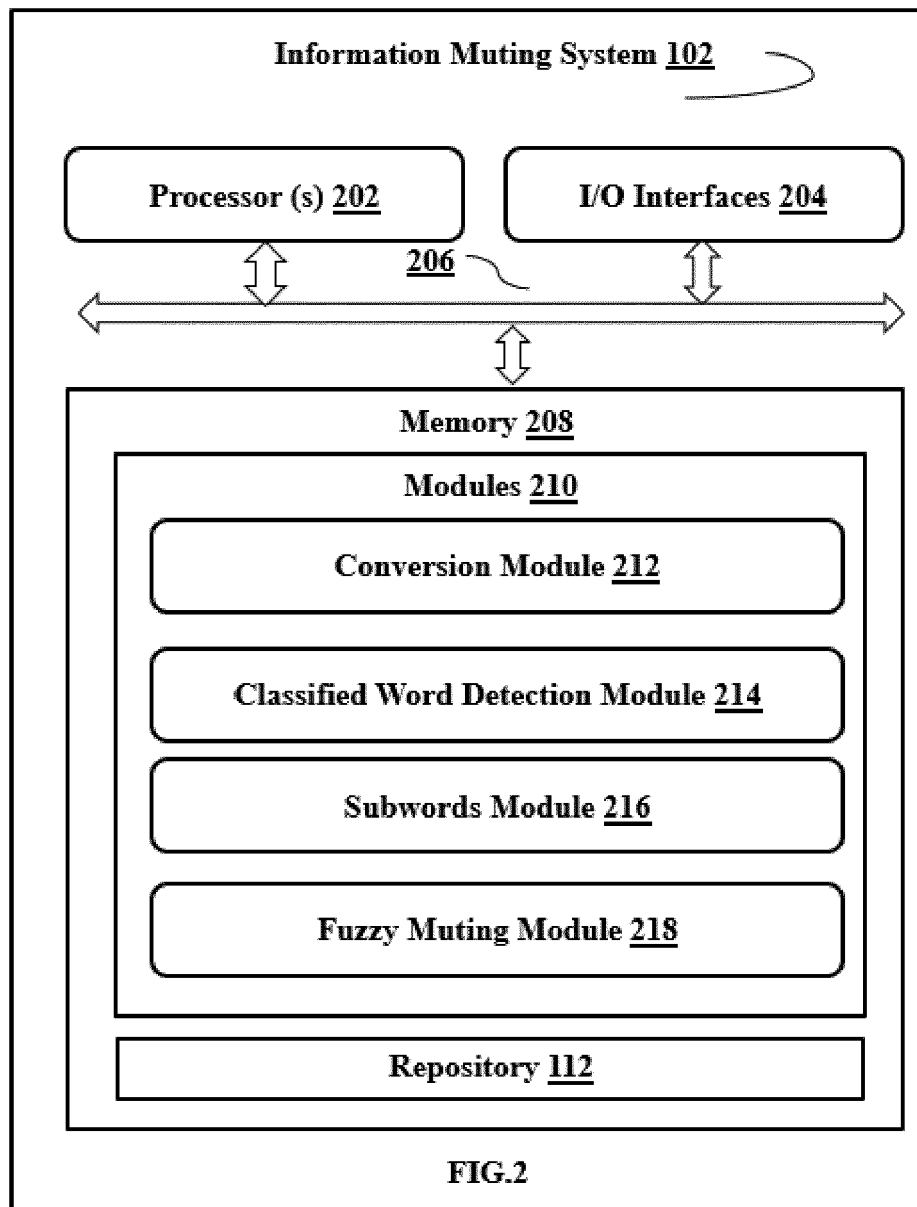 Information Muting System 102
Processor (s) 202
I/O Interfaces 204
206
Memory 208
Modules 210
Conversion Module 212
Classified Word Detection Module 214
Subwords Module 216
Fuzzy Muting Module 218
Repository 112
FIG.2